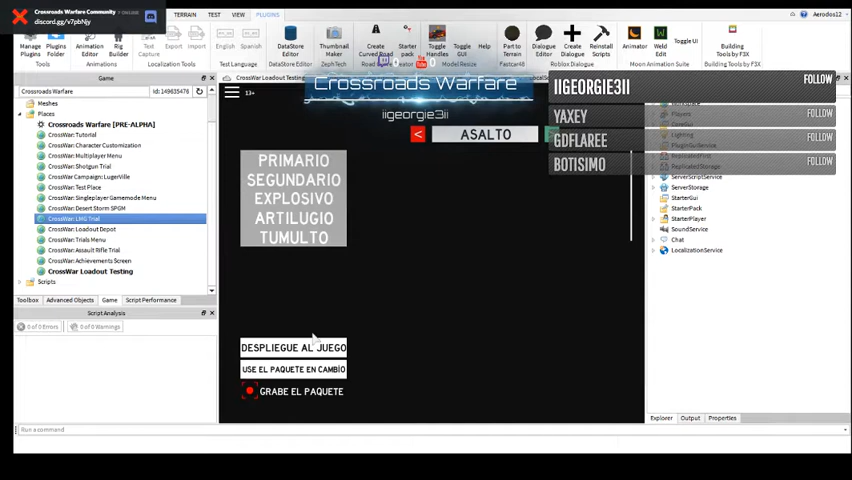 Crossroads Warfare Community
discord.gg/v7pbNjy
TERRAIN TEST VIEW PLUGINS
Aerodos12
Manage Plugins
Plugins Folder
Tools
Animation Editor
Rig Builder
Animations
Text Capture
Export
Import
English
Spanish
Localization Tools
DataStore Editor
DataStore Editor
Thumbnail Maker
ZephTech
Create Curved Road
Starter pack
Toggle Handles
Toggle GUI
Help
Model Resize
Part to Terrain
Fastcar48
Dialogue Editor
Create Dialogue
Reinstall Scripts
Roblox Dialogue
Animator
Weld Edit
Toggle UI
Moon Animation Suite
Building Tools
Building Tools by F3X
Game
Crossroads Warfare
Id:149635476
Meshes
Places
Crossroads Warfare [PRE-ALPHA]
CrossWar: Tutorial
CrossWar: Character Customization
CrossWar: Multiplayer Menu
CrossWar: Shotgun Trial
CrossWar Campaign: LugerVille
CrossWar: Test Place
CrossWar: Singleplayer Gamemode Menu
CrossWar: Desert Storm SPGM
CrossWar: LMG Trial
CrossWar: Loadout Depot
CrossWar: Trials Menu
CrossWar: Assault Rifle Trial
CrossWar: Achievements Screen
CrossWar Loadout Testing
Scripts
Toolbox Advanced Objects Game Script Performance
Script Analysis
0 of 0 Errors
0 of 0 Warnings
CrossWar Loadout Testing
Crossroads Warfare
iigeorgie3ii
13+
< ASALTO
PRIMARIO
SEGUNDARIO
EXPLOSIVO
ARTILUGIO
TUMULTO
DESPLIEGUE AL JUEGO
USE EL PAQUETE EN CAMBIO
GRABE EL PAQUETE
IIGEORGIE3II FOLLOW
YAXEY FOLLOW
GDFLAREE FOLLOW
BOTISIMO FOLLOW
Players
Lighting
ReplicatedFirst
ServerScriptService
ServerStorage
StarterGui
StarterPack
StarterPlayer
SoundService
Chat
LocalizationService
Explorer Output Properties
Run a command